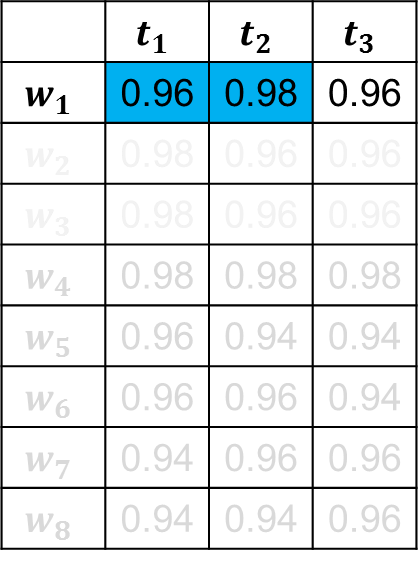 t₁ t₂ t₃
w₁ 0.96 0.98 0.96
w₂ 0.98 0.96 0.96
w₃ 0.98 0.96 0.96
w₄ 0.98 0.98 0.98
w₅ 0.96 0.94 0.94
w₆ 0.96 0.96 0.94
w₇ 0.94 0.96 0.96
w₈ 0.94 0.94 0.96